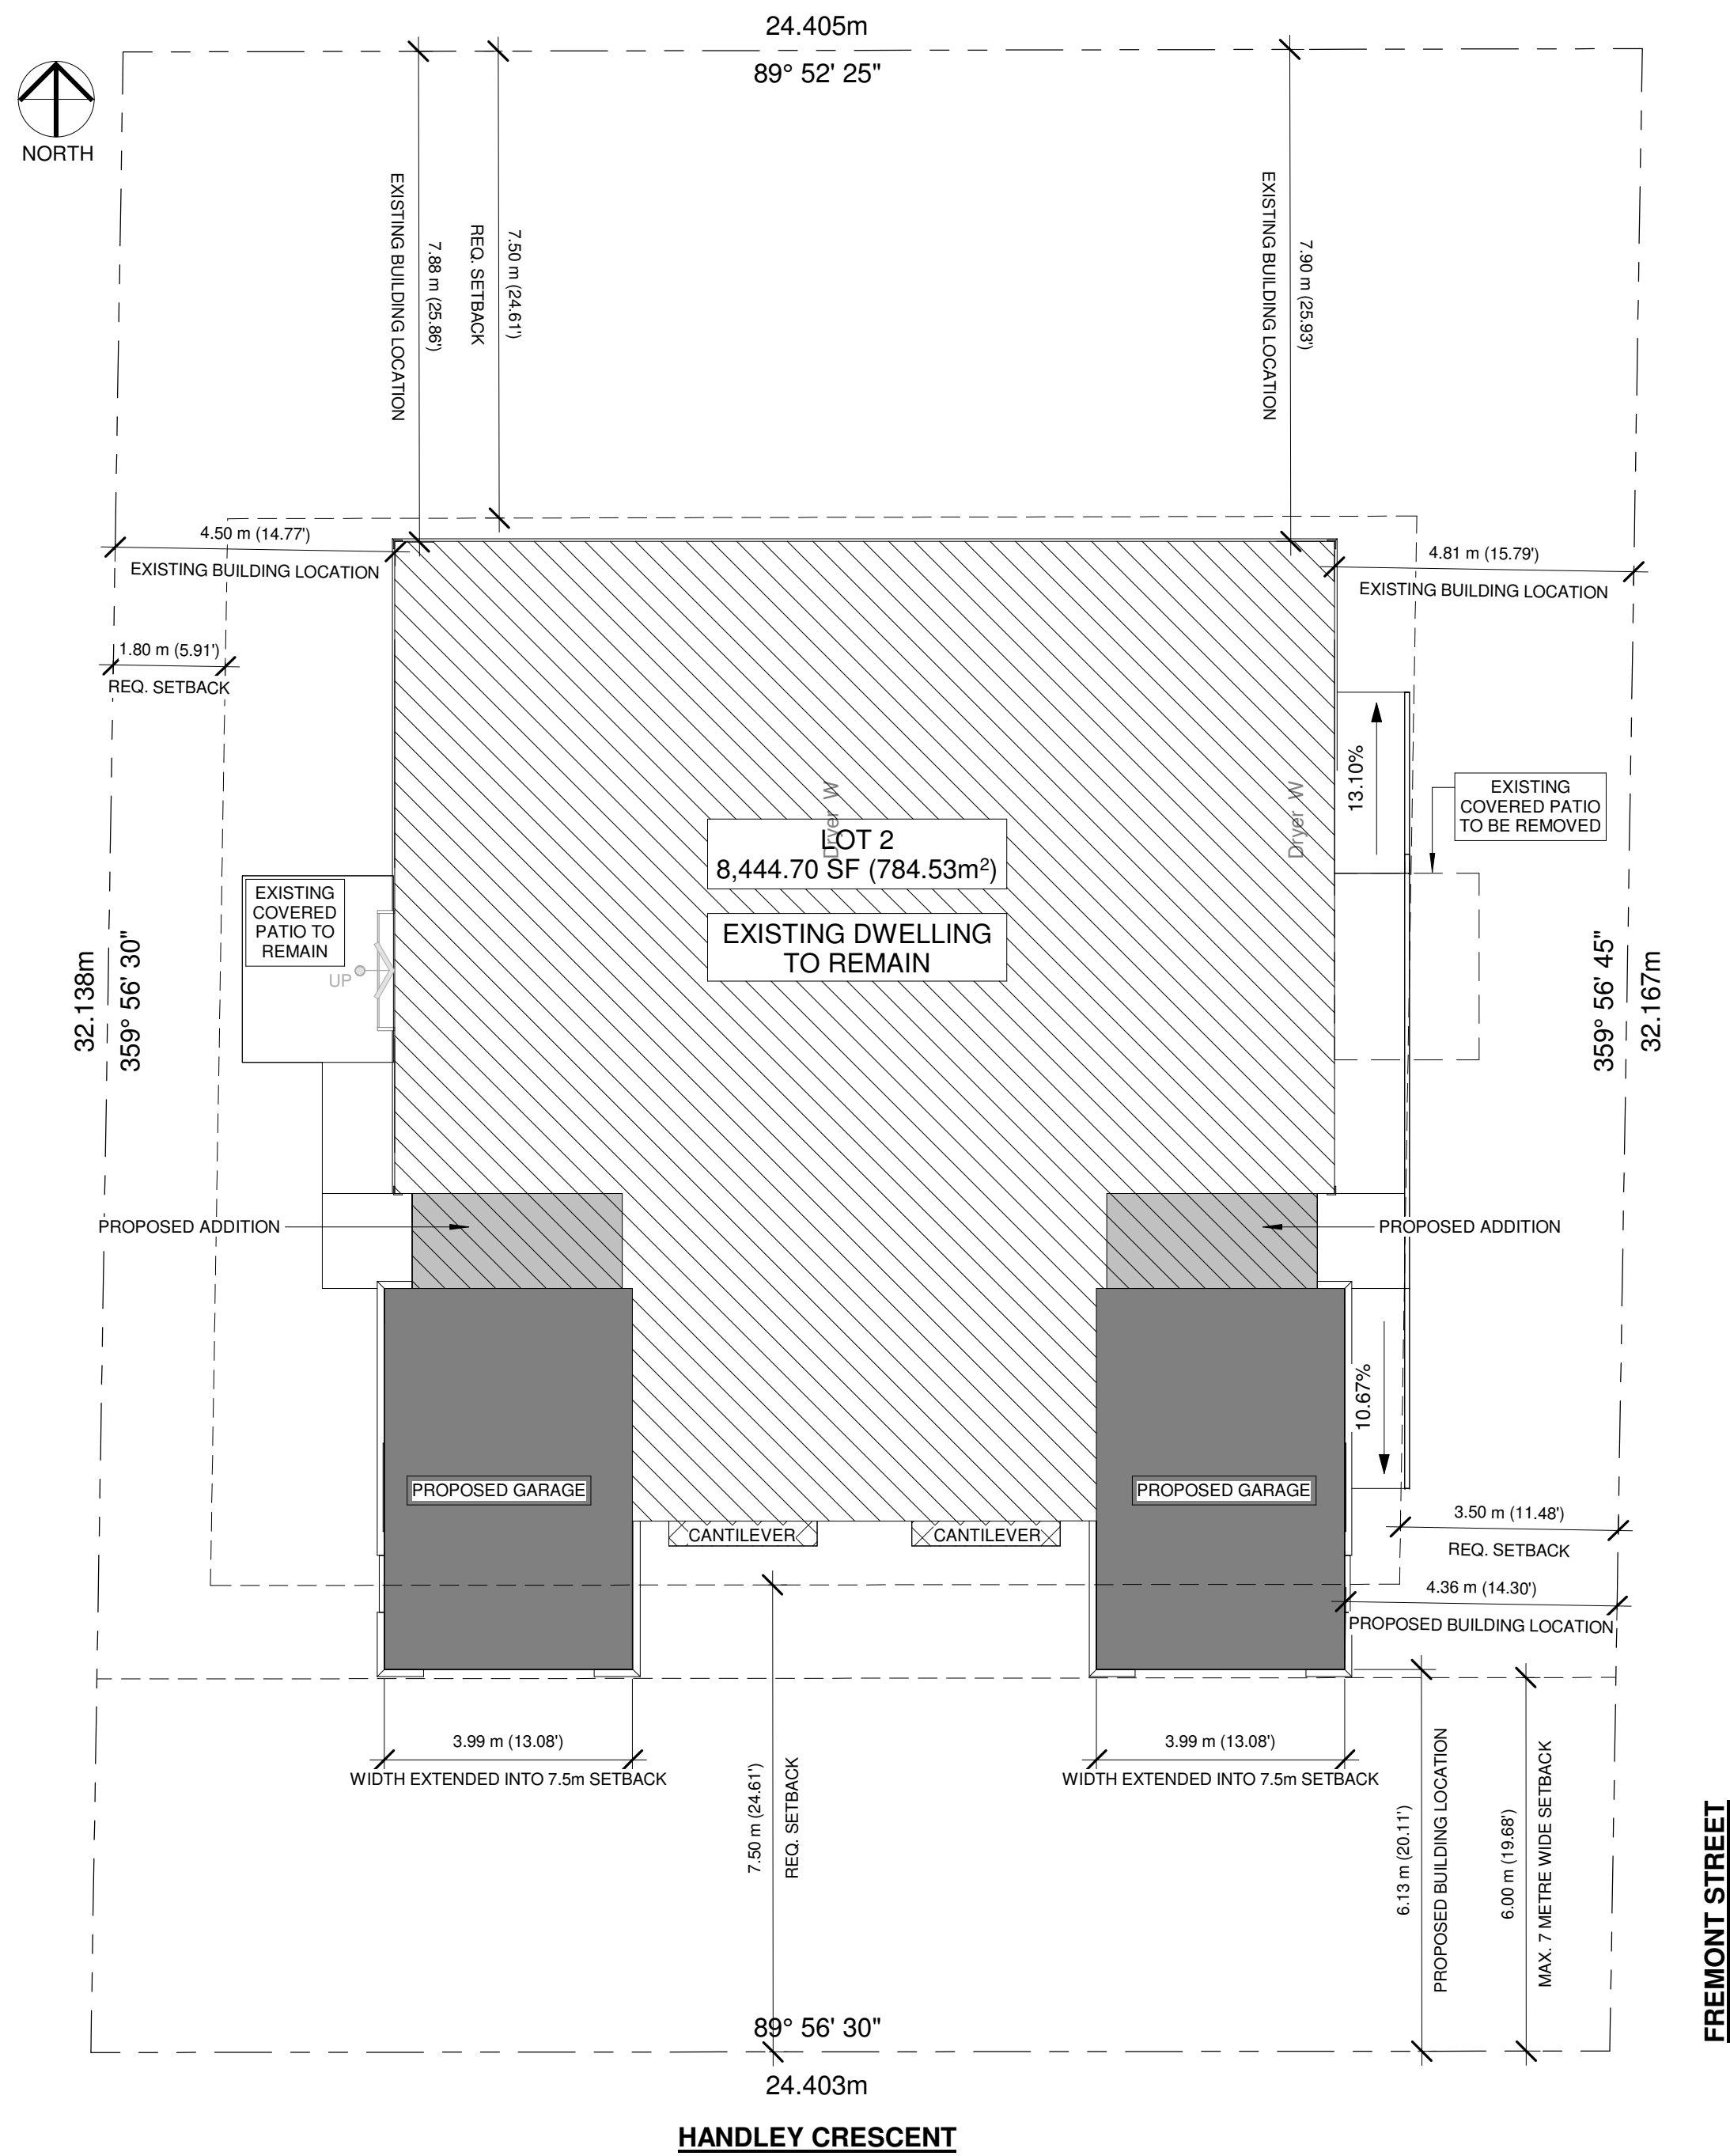 24.405m
89° 52' 25"
NORTH
EXISTING BUILDING LOCATION
7.88 m (25.86')
REQ. SETBACK
7.50 m (24.61')
EXISTING BUILDING LOCATION
7.90 m (25.93')
4.50 m (14.77')
EXISTING BUILDING LOCATION
4.81 m (15.79')
EXISTING BUILDING LOCATION
1.80 m (5.91')
REQ. SETBACK
13.10%
EXISTING
COVERED PATIO
TO BE REMOVED
Dryer W
Dryer W
LOT 2
8,444.70 SF (784.53m²)
EXISTING
COVERED
PATIO TO
REMAIN
UP
EXISTING DWELLING
TO REMAIN
32.138m
359° 56' 30"
359° 56' 45"
32.167m
PROPOSED ADDITION
PROPOSED ADDITION
10.67%
PROPOSED GARAGE
PROPOSED GARAGE
CANTILEVER
CANTILEVER
3.50 m (11.48')
REQ. SETBACK
4.36 m (14.30')
PROPOSED BUILDING LOCATION
3.99 m (13.08')
WIDTH EXTENDED INTO 7.5m SETBACK
3.99 m (13.08')
WIDTH EXTENDED INTO 7.5m SETBACK
7.50 m (24.61')
REQ. SETBACK
6.13 m (20.11')
PROPOSED BUILDING LOCATION
6.00 m (19.68')
MAX. 7 METRE WIDE SETBACK
FREMONT STREET
89° 56' 30"
24.403m
HANDLEY CRESCENT